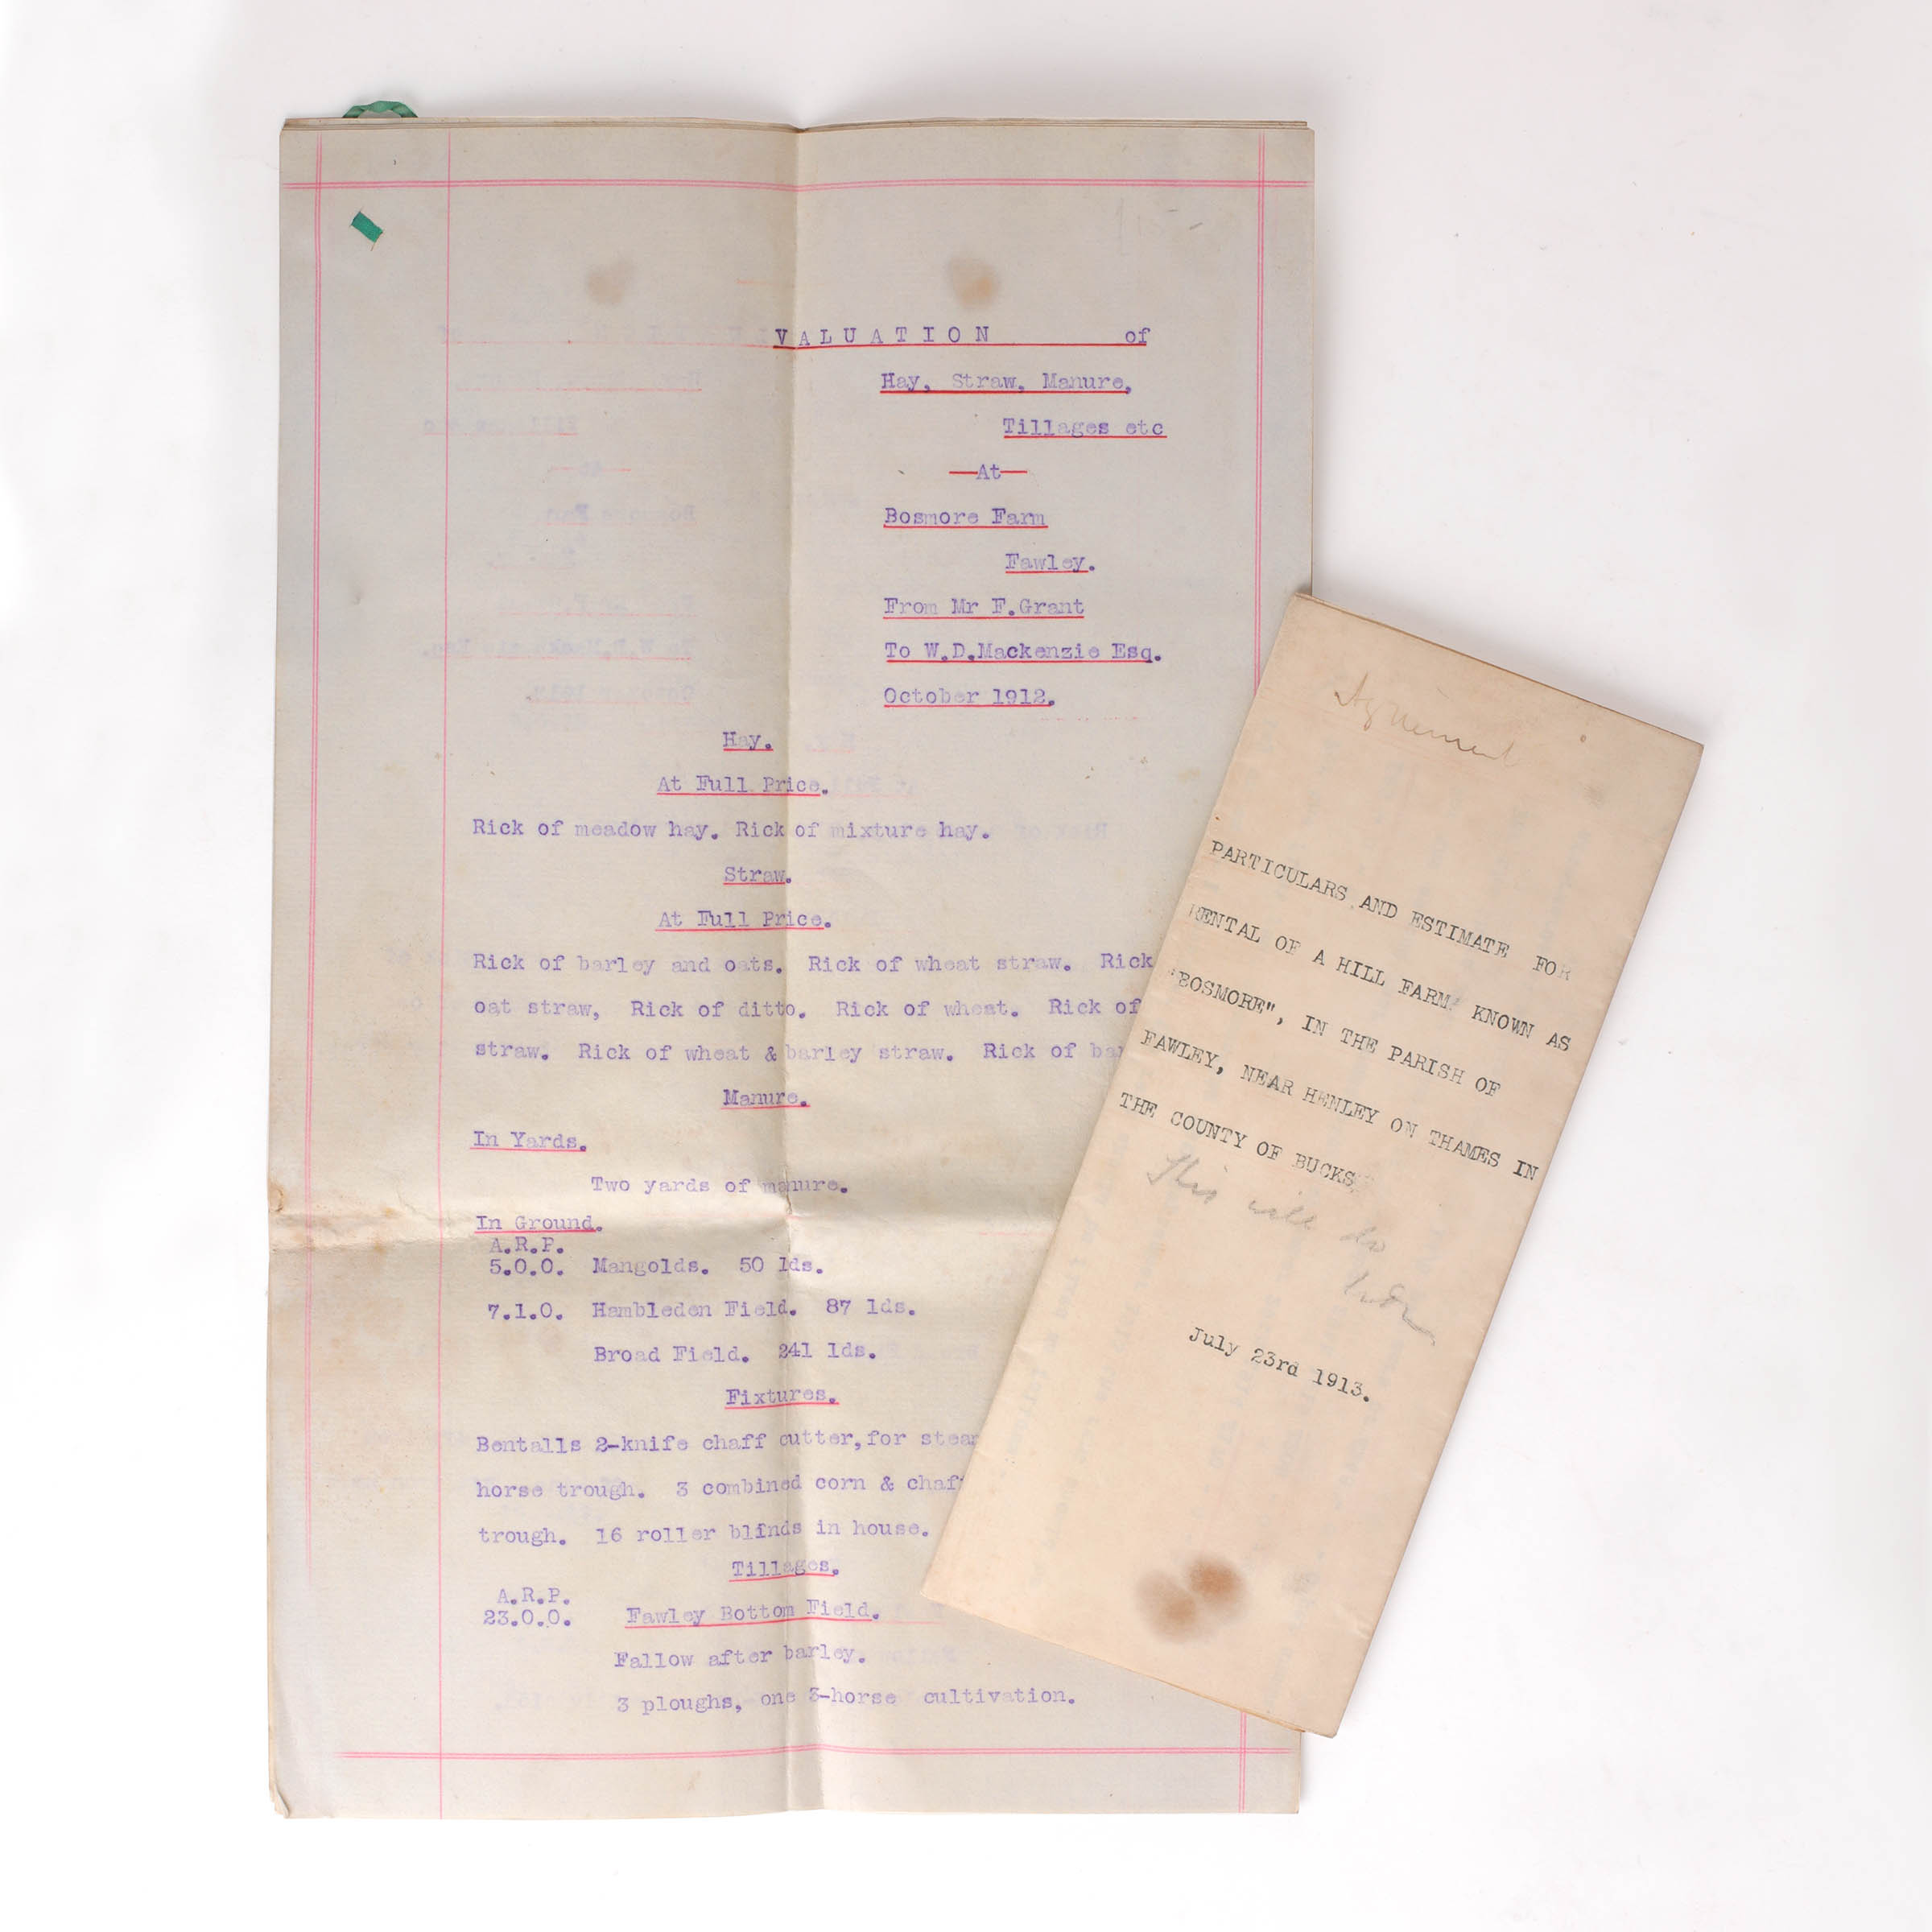 VALUATION of
Hay, Straw, Manure,
Tillages etc
—At—
Bosmore Farm
Fawley.
From Mr F.Grant
To W.D.Mackenzie Esq.
October 1912.
Hay.
At Full Price.
Rick of meadow hay. Rick of mixture hay.
Straw.
At Full Price.
Rick of barley and oats. Rick of wheat straw. Rick
oat straw, Rick of ditto. Rick of wheat. Rick of
straw. Rick of wheat & barley straw. Rick of
Manure.
In Yards.
Two yards of manure.
In Ground.
A.R.P.
5.0.0. Mangolds. 50 lds.
7.1.0. Hambleden Field. 87 lds.
Broad Field. 241 lds.
Fixtures.
Bentalls 2-knife chaff cutter,for
horse trough. 3 combined corn & chaf
trough. 16 roller blinds in house.
Tillages.
A.R.P.
23.0.0. Fawley Bottom Field.
Fallow after barley.
3 ploughs, one 3-horse cultivation.
Agreement
PARTICULARS AND ESTIMATE FOR
RENTAL OF A HILL FARM KNOWN AS
"BOSMORE", IN THE PARISH OF
FAWLEY, NEAR HENLEY ON THAMES IN
THE COUNTY OF BUCKS.
This will do
July 23rd 1913.